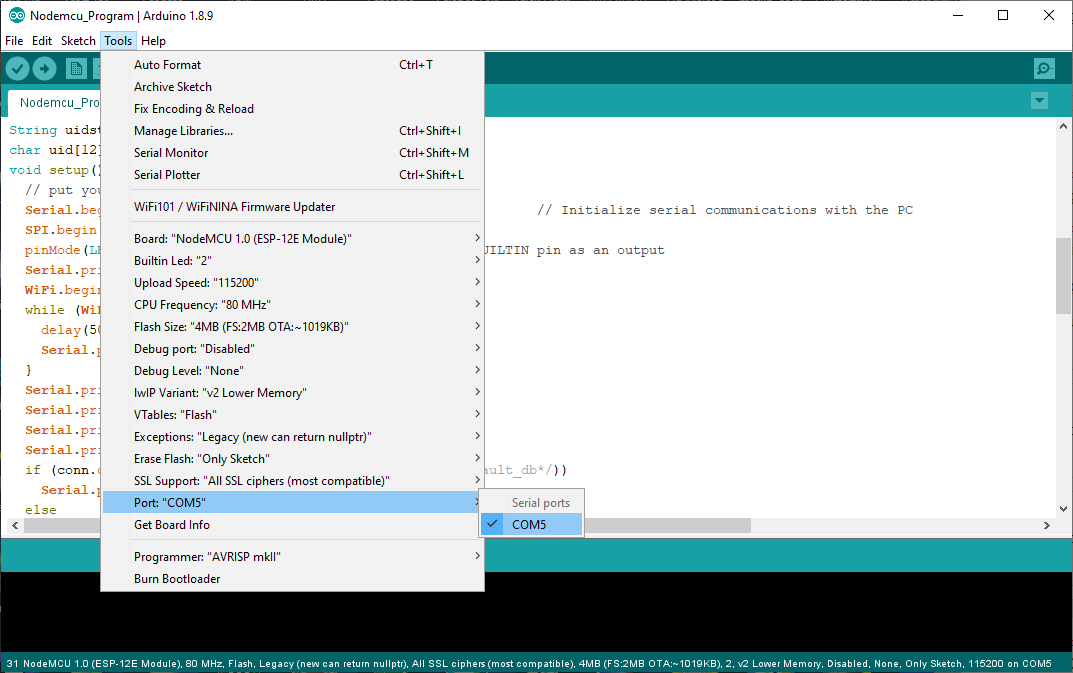 Nodemcu_Program | Arduino 1.8.9
File Edit Sketch Tools Help
Nodemcu_Pro
Auto Format Ctrl+T
Archive Sketch
Fix Encoding & Reload
Manage Libraries... Ctrl+Shift+I
Serial Monitor Ctrl+Shift+M
Serial Plotter Ctrl+Shift+L
WiFi101 / WiFiNINA Firmware Updater
Board: "NodeMCU 1.0 (ESP-12E Module)"
Builtin Led: "2"
Upload Speed: "115200"
CPU Frequency: "80 MHz"
Flash Size: "4MB (FS:2MB OTA:~1019KB)"
Debug port: "Disabled"
Debug Level: "None"
lwIP Variant: "v2 Lower Memory"
VTables: "Flash"
Exceptions: "Legacy (new can return nullptr)"
Erase Flash: "Only Sketch"
SSL Support: "All SSL ciphers (most compatible)"
Port: "COM5"
Get Board Info
Programmer: "AVRISP mkII"
Burn Bootloader
Serial ports
COM5
String uidst
char uid[12]
void setup()
// put you
Serial.beg // Initialize serial communications with the PC
SPI.begin
pinMode(LE UILTIN pin as an output
Serial.pri
WiFi.begin
while (WiF
delay(50
Serial.p
}
Serial.pri
Serial.pri
Serial.pri
Serial.pri
if (conn.c ault_db*/))
Serial.p
else
31 NodeMCU 1.0 (ESP-12E Module), 80 MHz, Flash, Legacy (new can return nullptr), All SSL ciphers (most compatible), 4MB (FS:2MB OTA:~1019KB), 2, v2 Lower Memory, Disabled, None, Only Sketch, 115200 on COM5